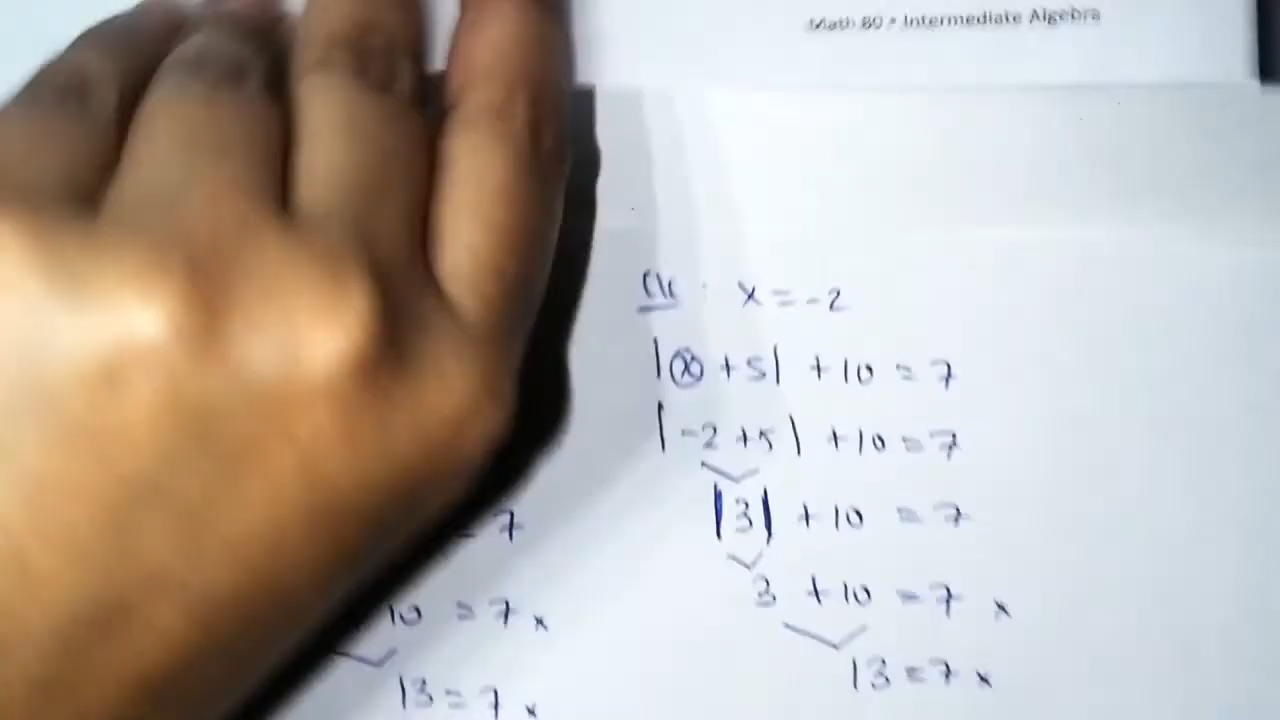 Math 80 • Intermediate Algebra
Ck : x = -2
|x + 5| + 10 = 7
|-2 + 5| + 10 = 7
|3| + 10 = 7
3 + 10 = 7 x
13 = 7 x
= 7
10 = 7 x
13 = 7 x